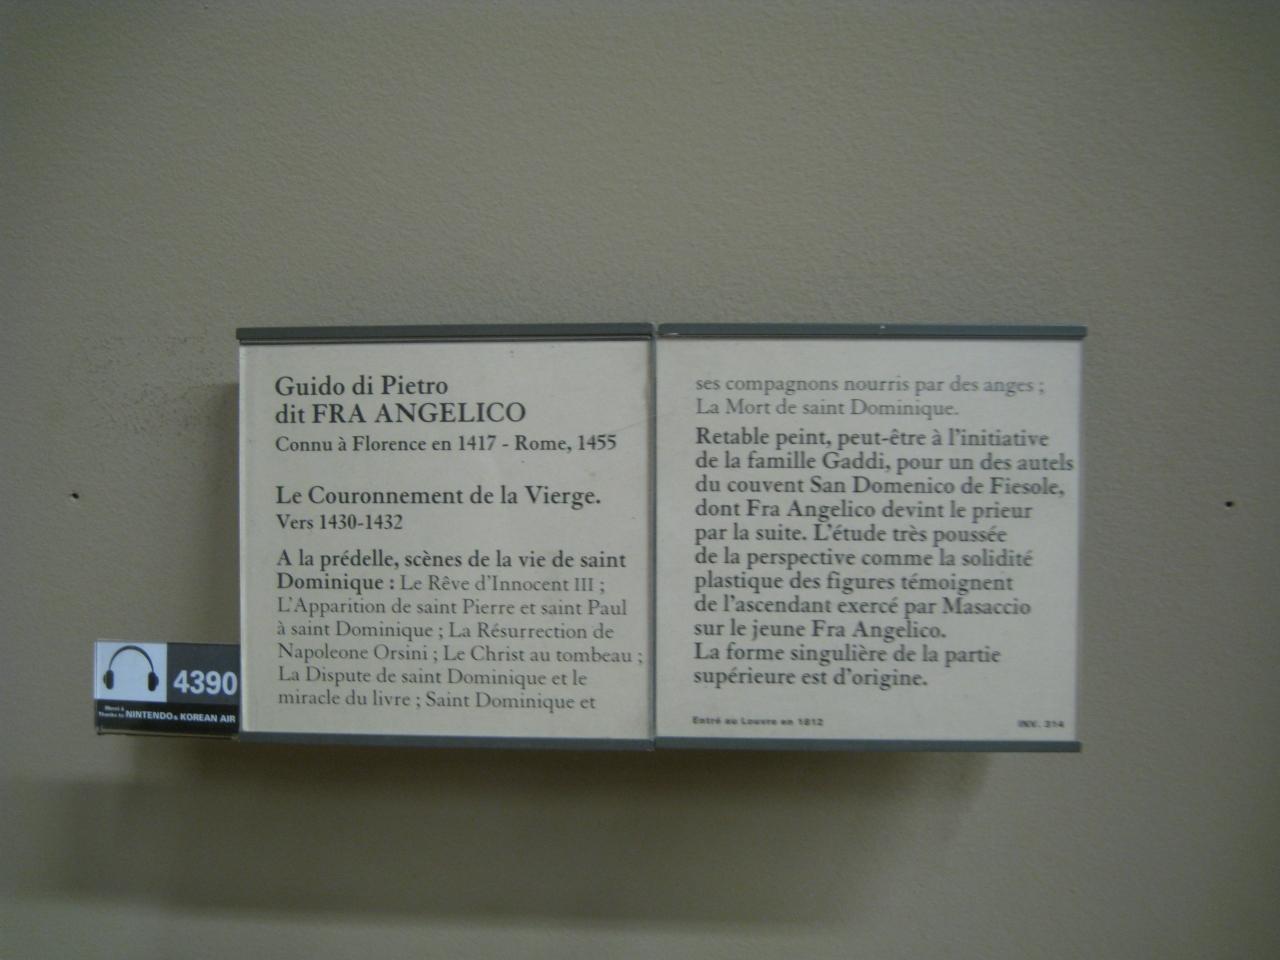 Guido di Pietro
dit FRA ANGELICO
Connu à Florence en 1417 - Rome, 1455
Le Couronnement de la Vierge.
Vers 1430-1432
A la prédelle, scènes de la vie de saint
Dominique : Le Rêve d'Innocent III ;
L'Apparition de saint Pierre et saint Paul
à saint Dominique ; La Résurrection de
Napoleone Orsini ; Le Christ au tombeau ;
La Dispute de saint Dominique et le
miracle du livre ; Saint Dominique et
ses compagnons nourris par des anges ;
La Mort de saint Dominique.
Retable peint, peut-être à l'initiative
de la famille Gaddi, pour un des autels
du couvent San Domenico de Fiesole,
dont Fra Angelico devint le prieur
par la suite. L'étude très poussée
de la perspective comme la solidité
plastique des figures témoignent
de l'ascendant exercé par Masaccio
sur le jeune Fra Angelico.
La forme singulière de la partie
supérieure est d'origine.
Entré au Louvre en 1812
INV. 314
4390
Merci à
Thanks to NINTENDO & KOREAN AIR